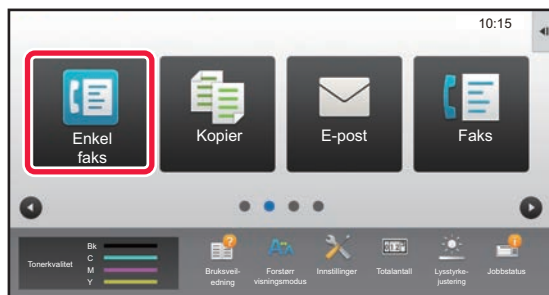 10:15
Enkel
faks
Kopier
E-post
Faks
Tonerkvalitet
Bk
C
M
Y
Bruksveil-
edning
Forstørr
visningsmodus
Innstillinger
Totalantall
Lysstyrke-
justering
Jobbstatus